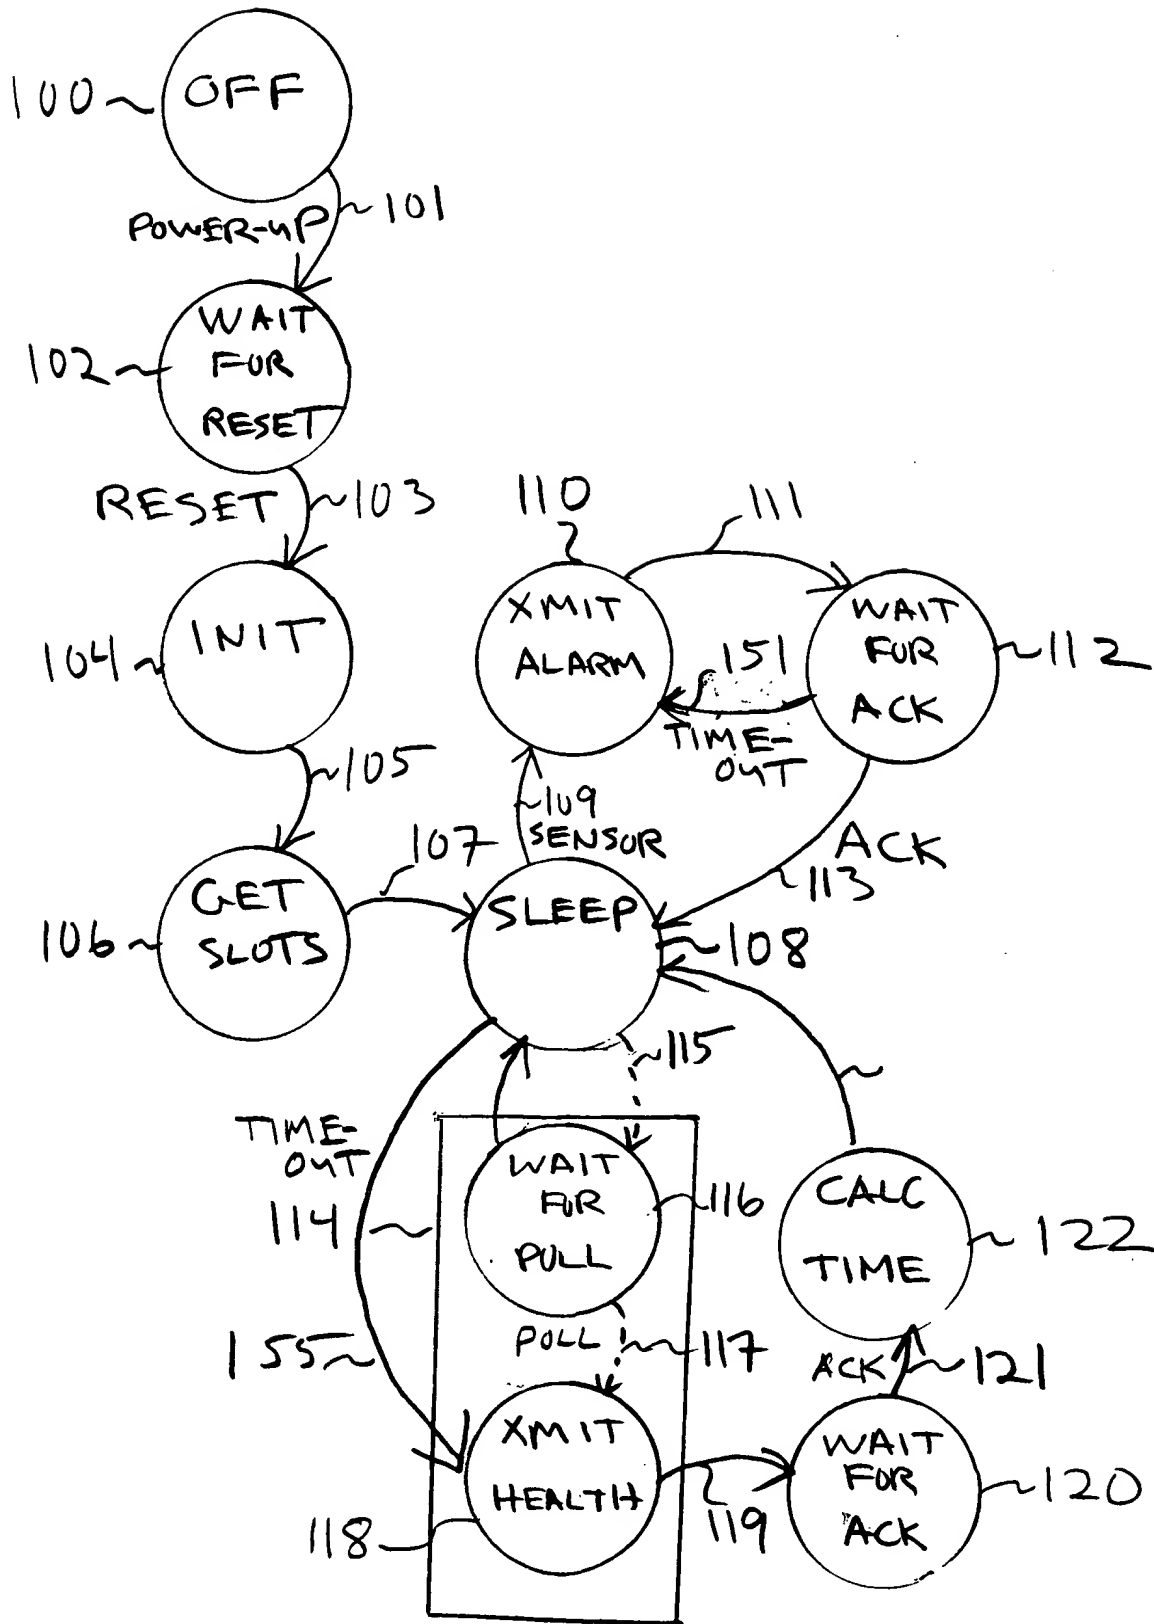 100
OFF
101
POWER-UP
102
WAIT
FOR
RESET
RESET
103
104
INIT
105
106
GET
SLOTS
107
110
XMIT
ALARM
111
WAIT
FOR
ACK
112
151
TIME-
OUT
109
SENSOR
ACK
113
SLEEP
108
115
TIME-
OUT
114
WAIT
FOR
PULL
116
155
POLL
117
XMIT
HEALTH
118
119
CALC
TIME
122
ACK
121
WAIT
FOR
ACK
120